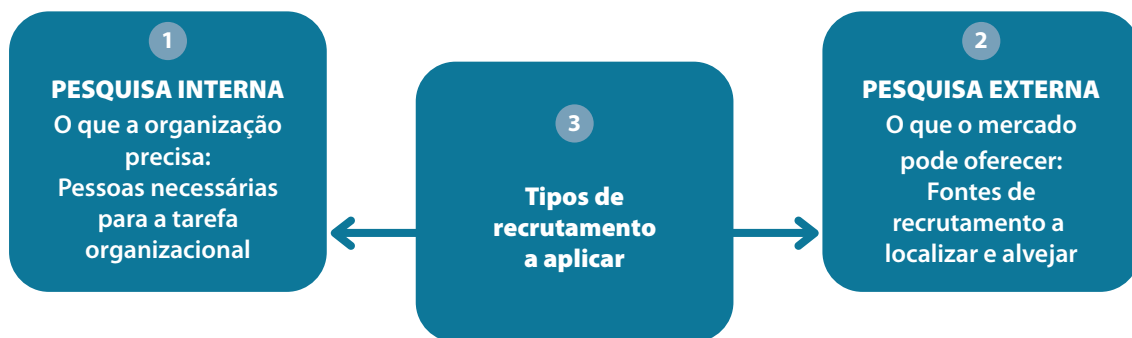 1
PESQUISA INTERNA
O que a organização
precisa:
Pessoas necessárias
para a tarefa
organizacional
3
Tipos de
recrutamento
a aplicar
2
PESQUISA EXTERNA
O que o mercado
pode oferecer:
Fontes de
recrutamento a
localizar e alvejar